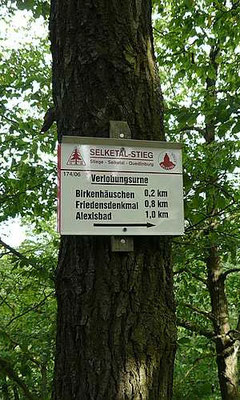 SELKETAL-STIEG
Stiege - Selketal - Quedlinburg
174/06
Verlobungsurne
Birkenhäuschen 0,2 km
Friedensdenkmal 0,8 km
Alexisbad 1,0 km